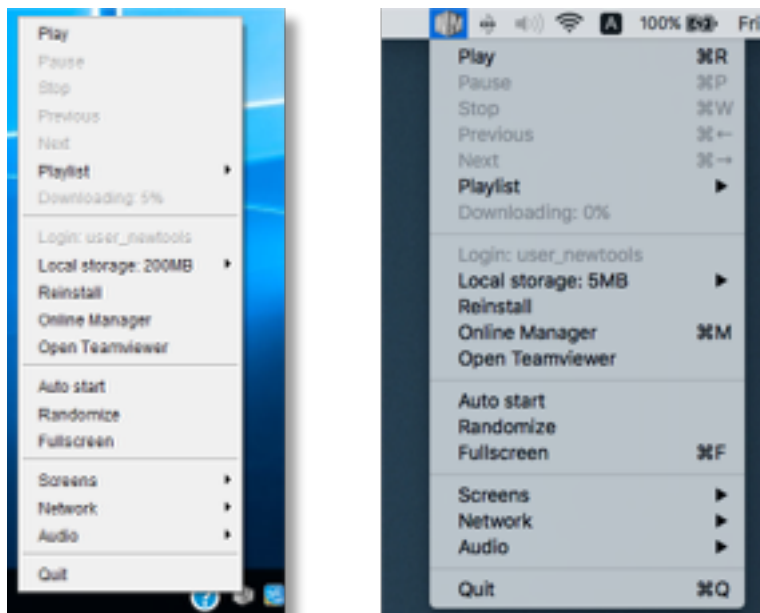 Play
Pause
Stop
Previous
Next
Playlist
Downloading: 5%
Login: user_newtools
Local storage: 200MB
Reinstall
Online Manager
Open Teamviewer
Auto start
Randomize
Fullscreen
Screens
Network
Audio
Quit
A 100% Fri
Play ⌘R
Pause ⌘P
Stop ⌘W
Previous ⌘←
Next ⌘→
Playlist
Downloading: 0%
Login: user_newtools
Local storage: 5MB
Reinstall
Online Manager ⌘M
Open Teamviewer
Auto start
Randomize
Fullscreen ⌘F
Screens
Network
Audio
Quit ⌘Q